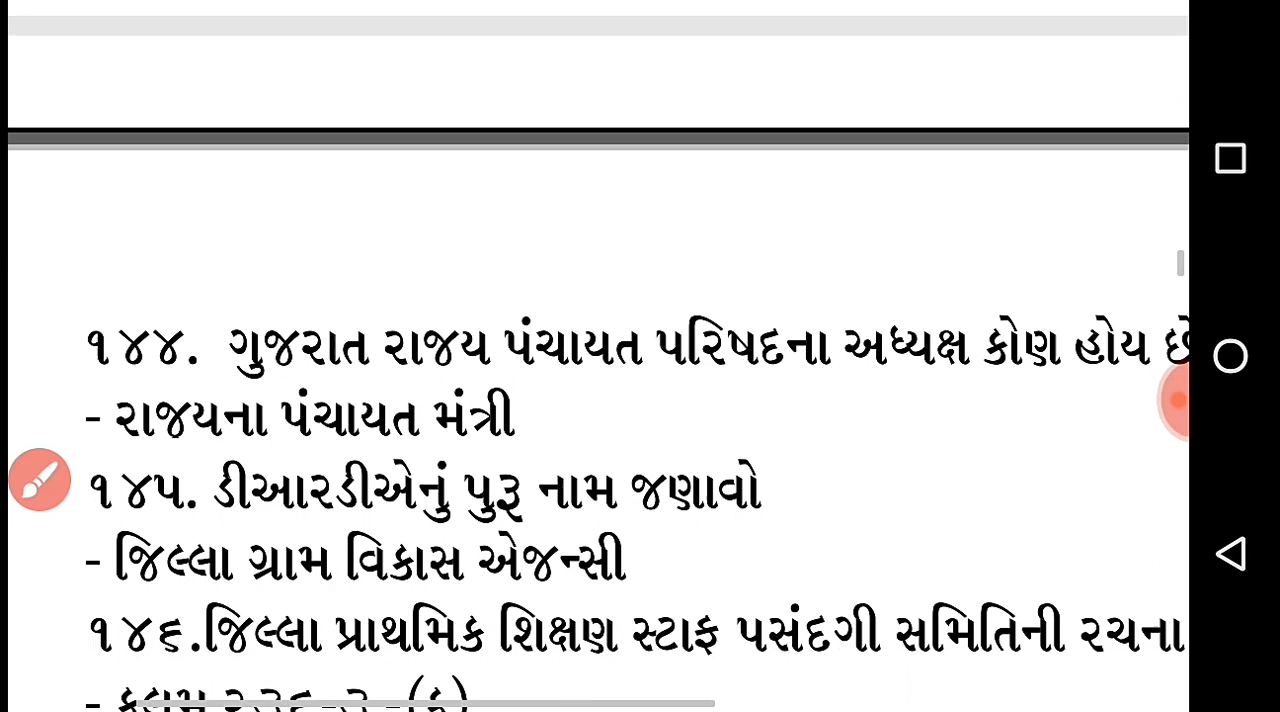 ૧૪૪. ગુજરાત રાજય પંચાયત પરિષદના અધ્યક્ષ કોણ હોય છે
- રાજયના પંચાયત મંત્રી
૧૪૫. ડીઆરડીએનું પુરૂ નામ જણાવો
- જિલ્લા ગ્રામ વિકાસ એજન્સી
૧૪૬.જિલ્લા પ્રાથમિક શિક્ષણ સ્ટાફ પસંદગી સમિતિની રચના
- કલમ